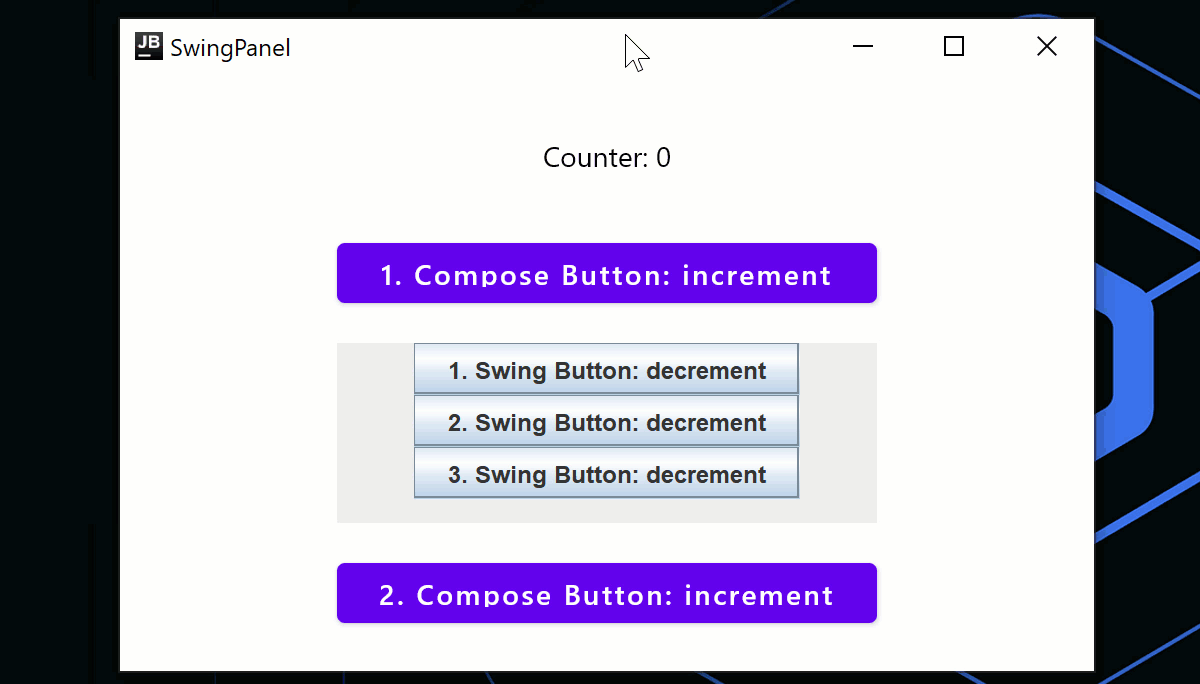 JB SwingPanel
Counter: 0
1. Compose Button: increment
1. Swing Button: decrement
2. Swing Button: decrement
3. Swing Button: decrement
2. Compose Button: increment